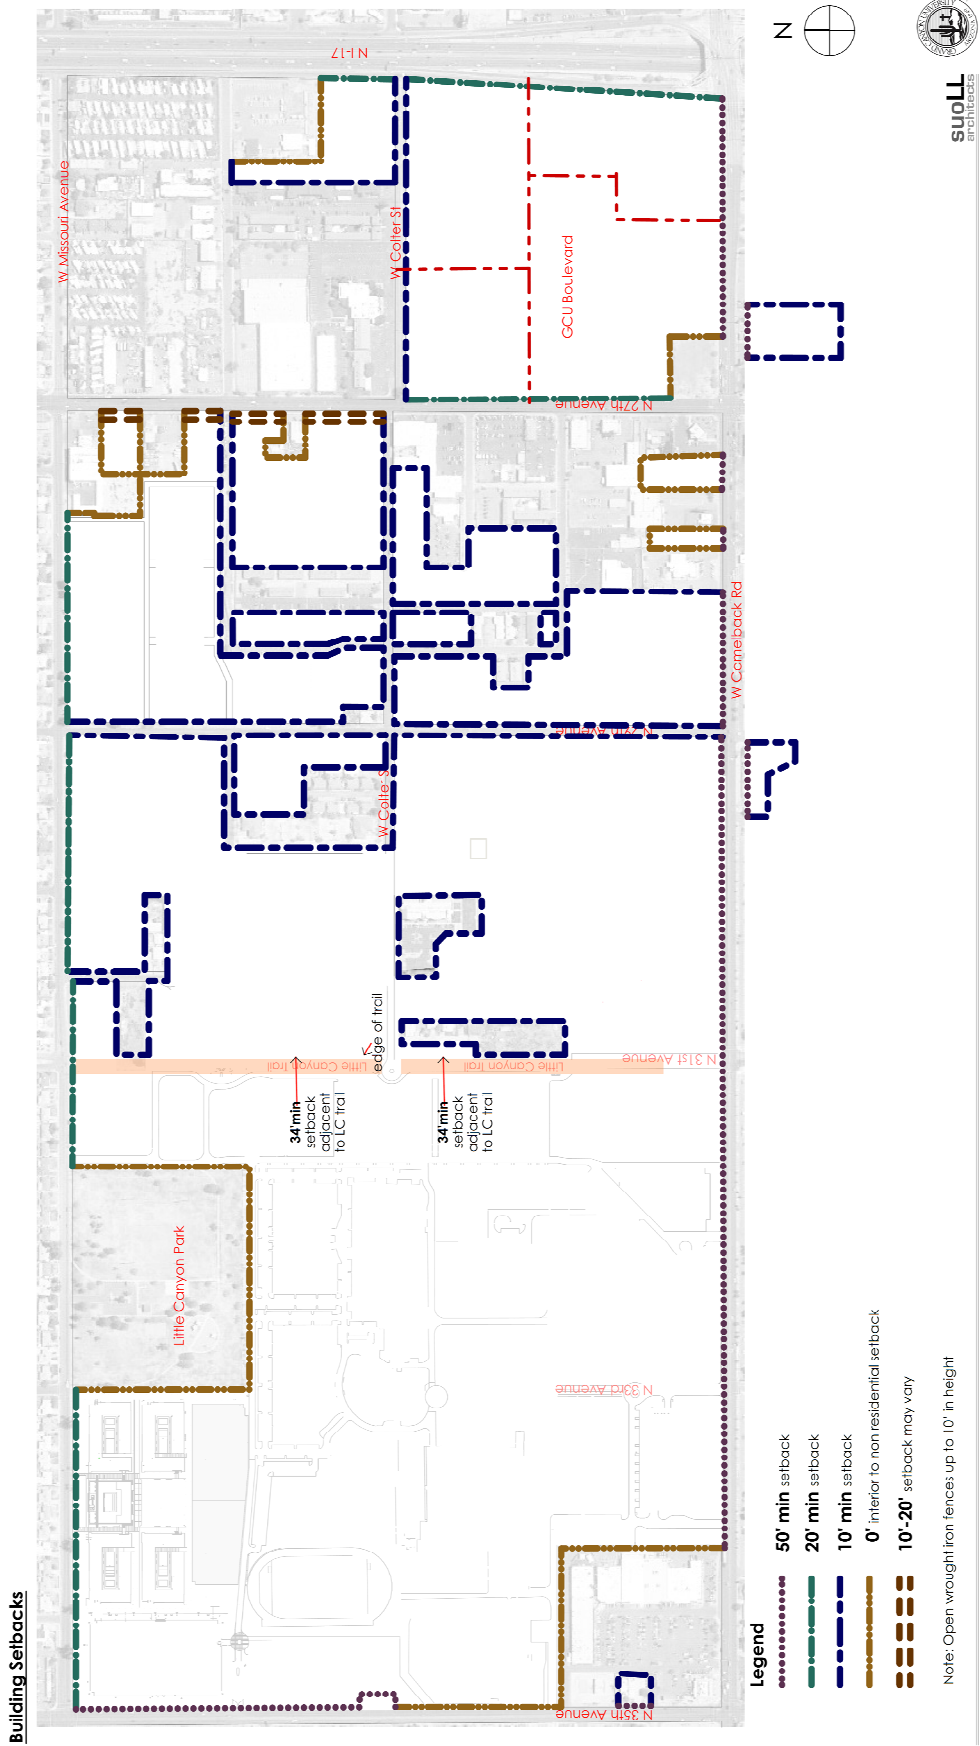 Building Setbacks
N I-17
W Missouri Avenue
W Colter St
GCU Boulevard
N 27th Avenue
W Camelback Rd
N 29th Avenue
W Colter S
edge of trail
Little Canyon Trail
Little Canyon Trail
N 31st Avenue
34'min
setback
adjacent
to LC trail
34'min
setback
adjacent
to LC trail
Little Canyon Park
N 33rd Avenue
N 35th Avenue
Legend
50' min setback
20' min setback
10' min setback
0' interior to non residential setback
10'-20' setback may vary
Note: Open wrought iron fences up to 10' in height
N
GRAND CANYON UNIVERSITY
suoLL
architects